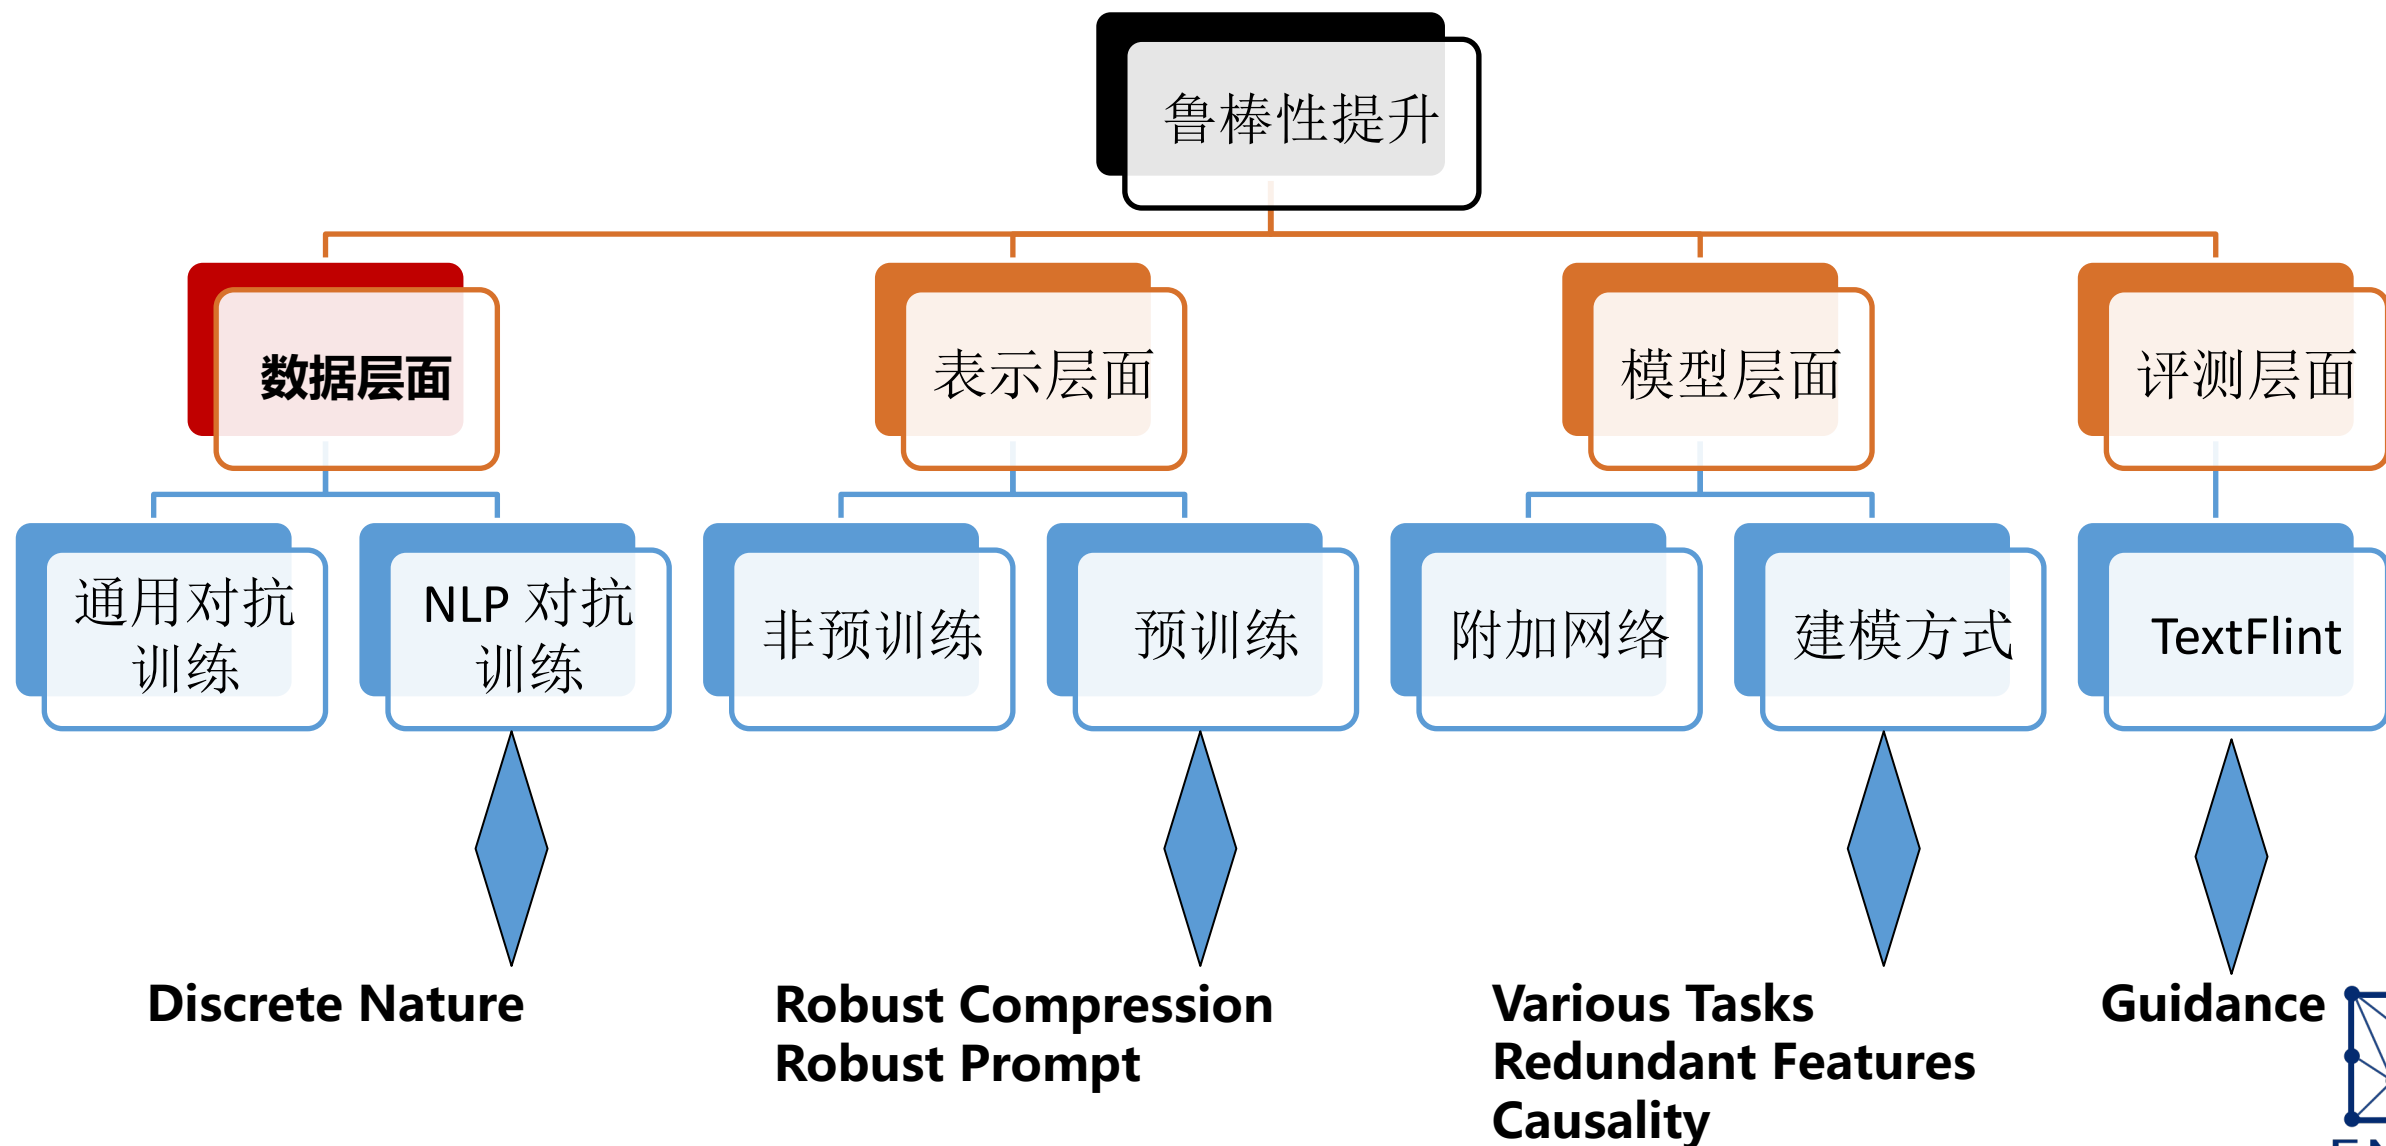 鲁棒性提升
数据层面
表示层面
模型层面
评测层面
通用对抗
训练
NLP 对抗
训练
非预训练
预训练
附加网络
建模方式
TextFlint
Discrete Nature
Robust Compression
Robust Prompt
Various Tasks
Redundant Features
Causality
Guidance